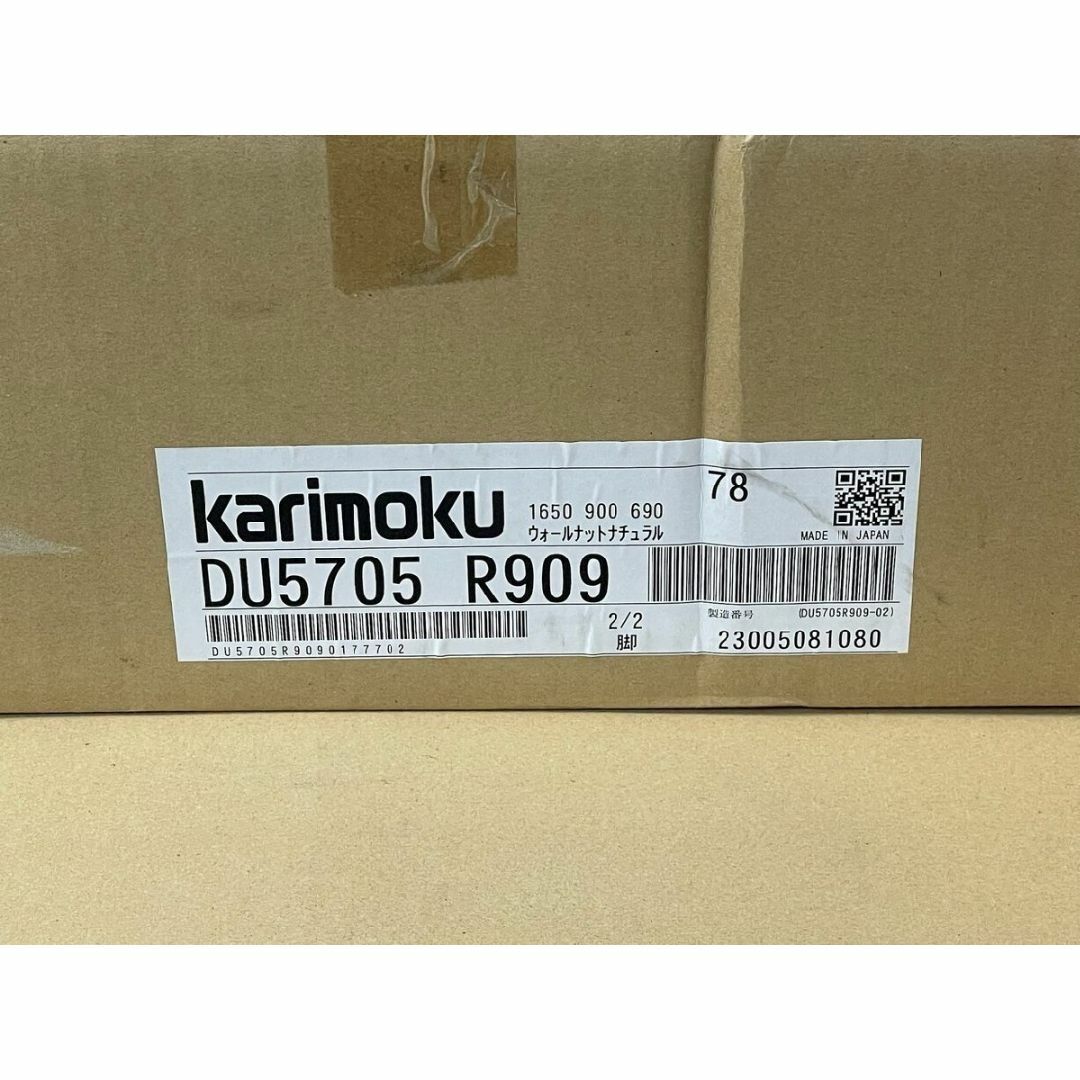 karimoku
1650 900 690
ウォールナットナチュラル
78
MADE IN JAPAN
DU5705 R909
DU5705R9090177702
2/2
脚
製造番号
(DU5705R909-02)
23005081080